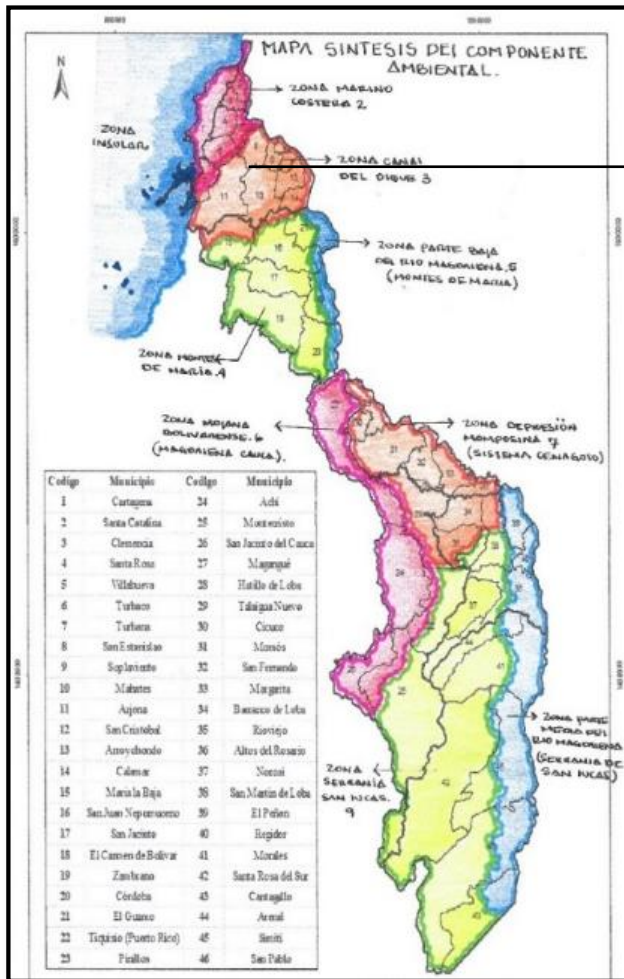 MAPA SINTESIS DEL COMPONENTE
AMBIENTAL.
N
ZONA MARINO
COSTERA 2
ZONA
INSULAR
ZONA CANAL
DEL DIQUE 3
ZONA PARTE BAJA
DEL RIO MAGDALENA.5
(MONTES DE MARIA)
ZONA MONTES
DE MARÍA.4
ZONA MOJANA
BOLIVARENSE.6
(MAGDALENA CAUCA).
ZONA DEPRESIÓN
MOMPOSINA 7
(SISTEMA CENAGOSO)
ZONA PARTE
MEDIA DEL
RIO MAGDALENA
(SERRANIA DE
SAN LUCAS)
ZONA
SERRANÍA
SAN LUCAS.
9
Codigo Municipio Codigo Municipio
1 Cartagena 24 Achí
2 Santa Catalina 25 Montecristo
3 Clemencia 26 San Jacinto del Cauca
4 Santa Rosa 27 Magangué
5 Villanueva 28 Hatillo de Loba
6 Turbaco 29 Talaigua Nuevo
7 Turbana 30 Cicuco
8 San Estanislao 31 Mompós
9 Soplaviento 32 San Fernando
10 Mahates 33 Margarita
11 Arjona 34 Barranco de Loba
12 San Cristobal 35 Rioviejo
13 Arroyohondo 36 Altos del Rosario
14 Calamar 37 Norosi
15 Maria la Baja 38 San Martin de Loba
16 San Juan Nepomuceno 39 El Peñon
17 San Jacinto 40 Regidor
18 El Carmen de Bolivar 41 Morales
19 Zambrano 42 Santa Rosa del Sur
20 Córdoba 43 Cantagallo
21 El Guamo 44 Arenal
22 Tiquisio (Puerto Rico) 45 Simití
23 Pinillos 46 San Pablo